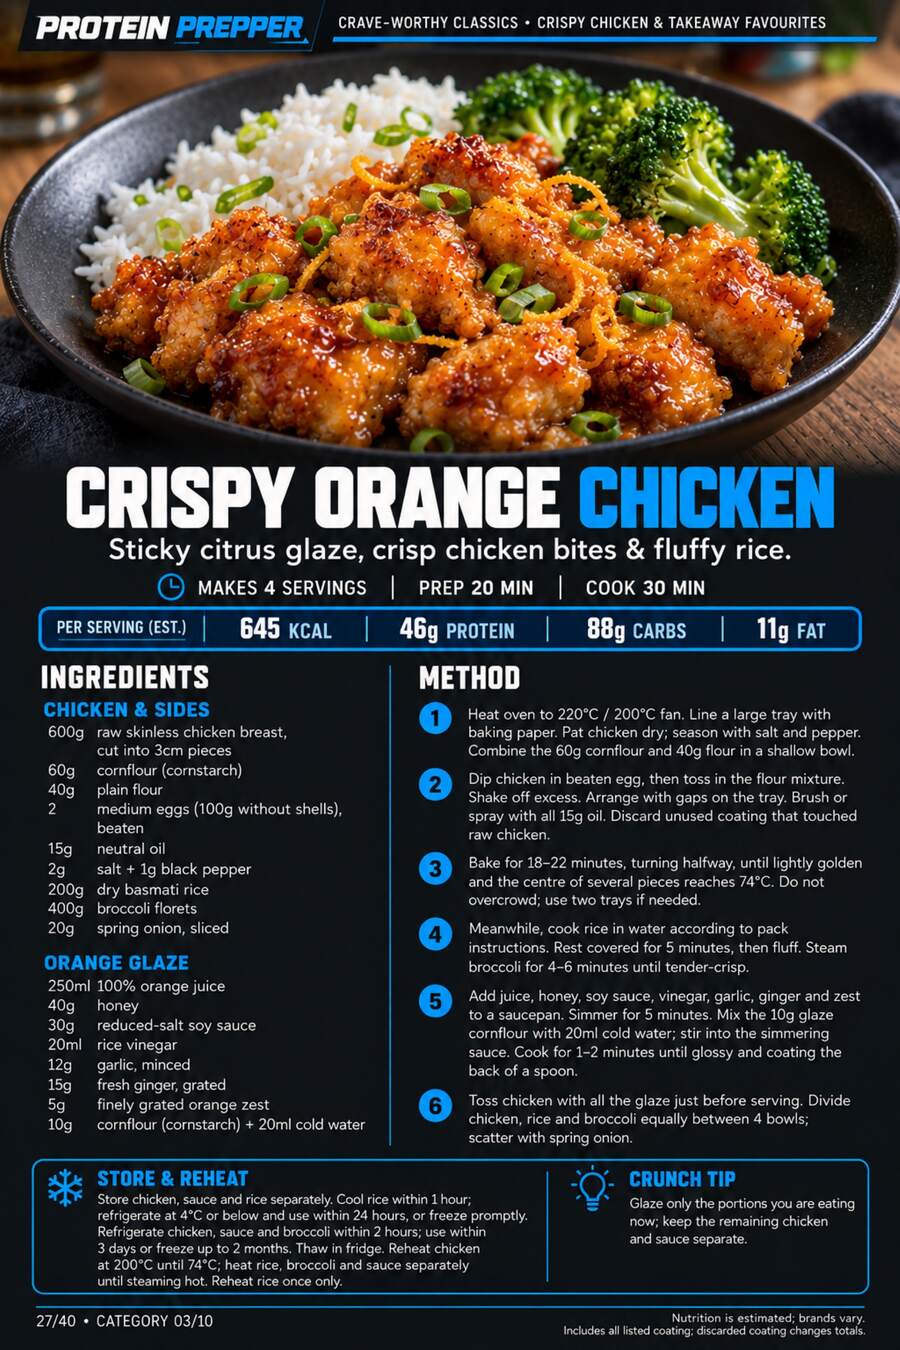 PROTEIN PREPPER
CRAVE-WORTHY CLASSICS • CRISPY CHICKEN & TAKEAWAY FAVOURITES
CRISPY ORANGE CHICKEN
Sticky citrus glaze, crisp chicken bites & fluffy rice.
MAKES 4 SERVINGS | PREP 20 MIN | COOK 30 MIN
PER SERVING (EST.) | 645 KCAL | 46g PROTEIN | 88g CARBS | 11g FAT
INGREDIENTS
CHICKEN & SIDES
600g raw skinless chicken breast,
cut into 3cm pieces
60g cornflour (cornstarch)
40g plain flour
2 medium eggs (100g without shells),
beaten
15g neutral oil
2g salt + 1g black pepper
200g dry basmati rice
400g broccoli florets
20g spring onion, sliced
ORANGE GLAZE
250ml 100% orange juice
40g honey
30g reduced-salt soy sauce
20ml rice vinegar
12g garlic, minced
15g fresh ginger, grated
5g finely grated orange zest
10g cornflour (cornstarch) + 20ml cold water
METHOD
1 Heat oven to 220°C / 200°C fan. Line a large tray with
baking paper. Pat chicken dry; season with salt and pepper.
Combine the 60g cornflour and 40g flour in a shallow bowl.
2 Dip chicken in beaten egg, then toss in the flour mixture.
Shake off excess. Arrange with gaps on the tray. Brush or
spray with all 15g oil. Discard unused coating that touched
raw chicken.
3 Bake for 18–22 minutes, turning halfway, until lightly golden
and the centre of several pieces reaches 74°C. Do not
overcrowd; use two trays if needed.
4 Meanwhile, cook rice in water according to pack
instructions. Rest covered for 5 minutes, then fluff. Steam
broccoli for 4–6 minutes until tender-crisp.
5 Add juice, honey, soy sauce, vinegar, garlic, ginger and zest
to a saucepan. Simmer for 5 minutes. Mix the 10g glaze
cornflour with 20ml cold water; stir into the simmering
sauce. Cook for 1–2 minutes until glossy and coating the
back of a spoon.
6 Toss chicken with all the glaze just before serving. Divide
chicken, rice and broccoli equally between 4 bowls;
scatter with spring onion.
STORE & REHEAT
Store chicken, sauce and rice separately. Cool rice within 1 hour;
refrigerate at 4°C or below and use within 24 hours, or freeze promptly.
Refrigerate chicken, sauce and broccoli within 2 hours; use within
3 days or freeze up to 2 months. Thaw in fridge. Reheat chicken
at 200°C until 74°C; heat rice, broccoli and sauce separately
until steaming hot. Reheat rice once only.
CRUNCH TIP
Glaze only the portions you are eating
now; keep the remaining chicken
and sauce separate.
27/40 • CATEGORY 03/10
Nutrition is estimated; brands vary.
Includes all listed coating; discarded coating changes totals.